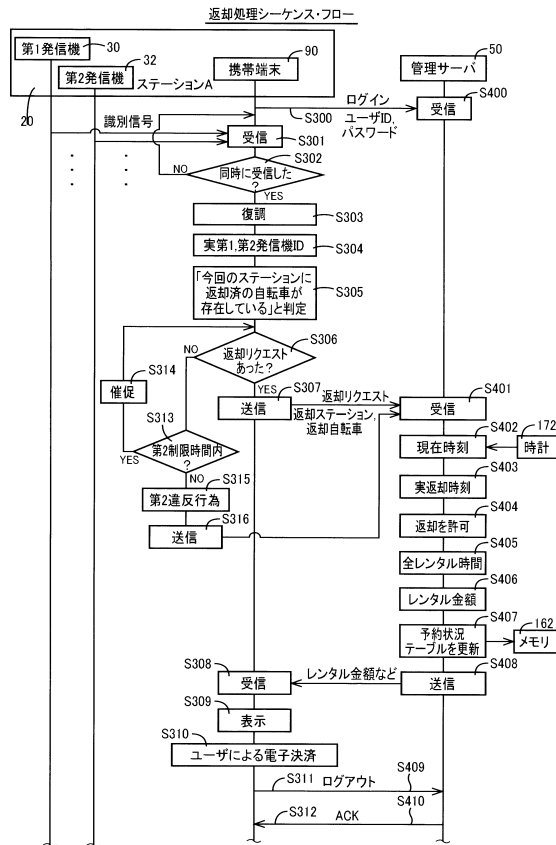 返却処理シーケンス・フロー
第1発信機
30
32
第2発信機
ステーションA
20
90
携帯端末
50
管理サーバ
ログイン
S300
ユーザID,
パスワード
S400
受信
識別信号
受信
S301
S302
同時に受信した
?
NO
YES
復調
S303
実第1,第2発信機ID
S304
「今回のステーションに
返却済の自転車が
存在している」と判定
S305
S306
返却リクエスト
あった?
NO
YES
S314
催促
S307
送信
返却リクエスト
返却ステーション,
返却自転車
S401
受信
S313
第2制限時間内
?
YES
NO
S402
現在時刻
172
時計
S403
実返却時刻
S315
第2違反行為
S316
送信
S404
返却を許可
S405
全レンタル時間
S406
レンタル金額
S407
予約状況
テーブルを更新
162
メモリ
S308
受信
レンタル金額など
S408
送信
S309
表示
S310
ユーザによる電子決済
S311
ログアウト
S409
S312
ACK
S410